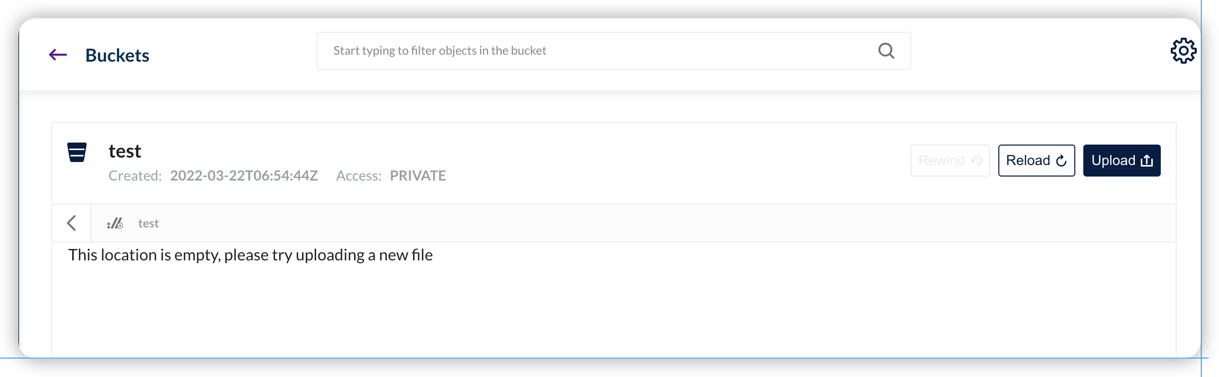 Buckets
Start typing to filter objects in the bucket
test
Created: 2022-03-22T06:54:44Z Access: PRIVATE
Rewind
Reload
Upload
test
This location is empty, please try uploading a new file